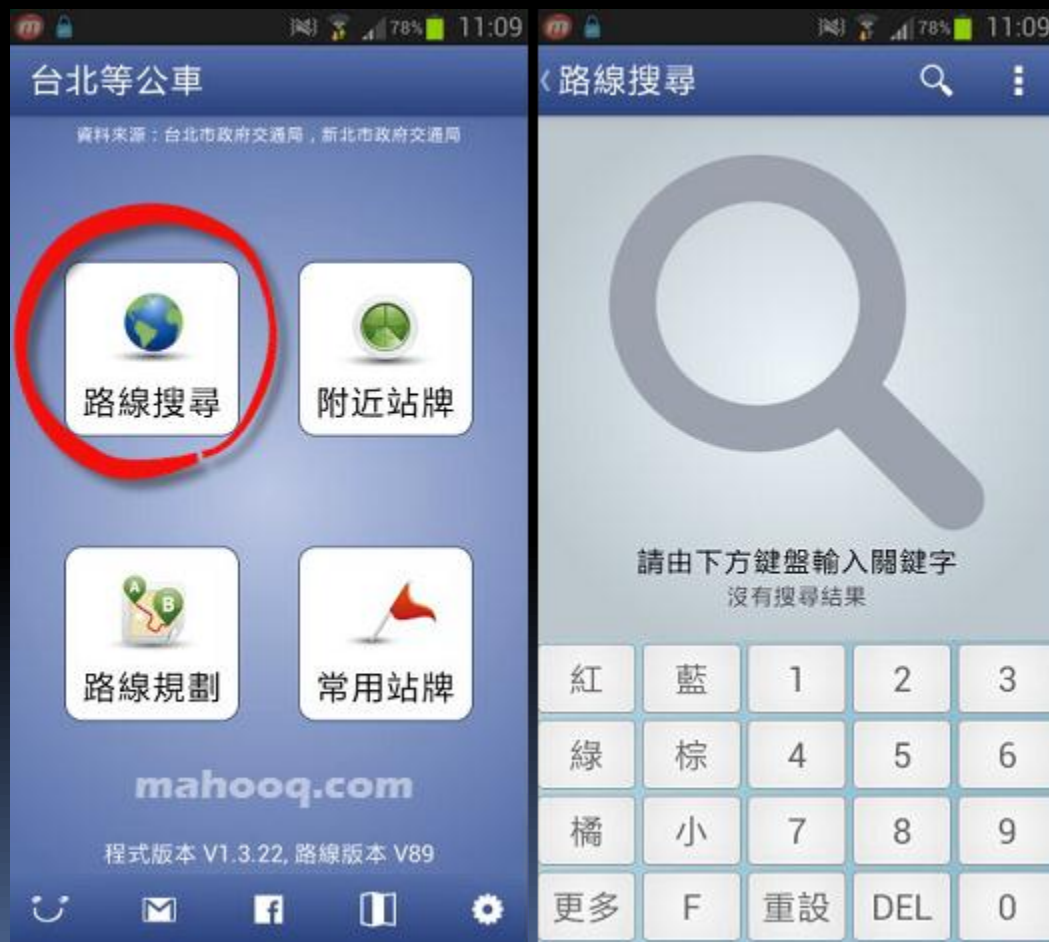 78% 11:09
台北等公車
資料來源：台北市政府交通局，新北市政府交通局
路線搜尋
附近站牌
路線規劃
常用站牌
mahooq.com
程式版本 V1.3.22, 路線版本 V89
78% 11:09
路線搜尋
請由下方鍵盤輸入關鍵字
沒有搜尋結果
紅 藍 1 2 3
綠 棕 4 5 6
橘 小 7 8 9
更多 F 重設 DEL 0